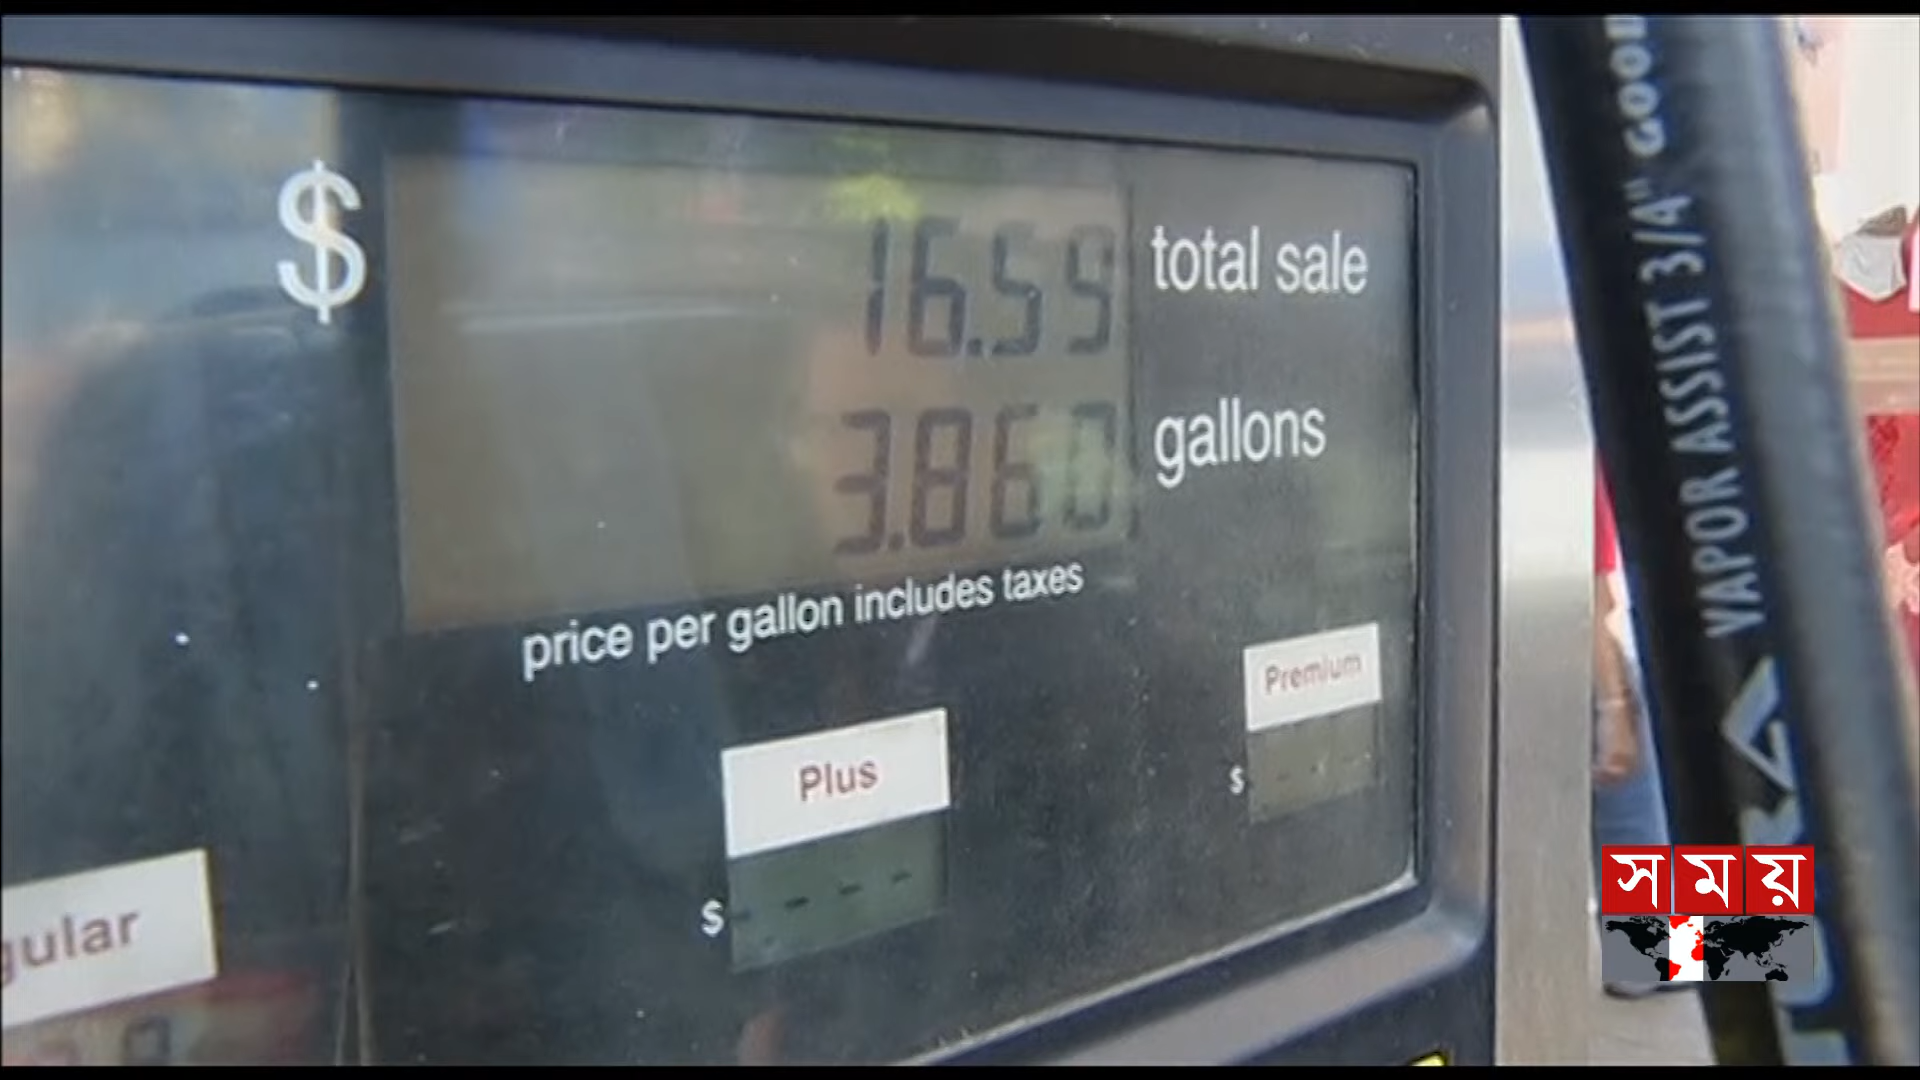 $ 16.59 total sale
3.860 gallons
price per gallon includes taxes
Premium
$ - - - -
Plus
$ - - - -
gular
VAPOR ASSIST 3/4" GOOD
সময়